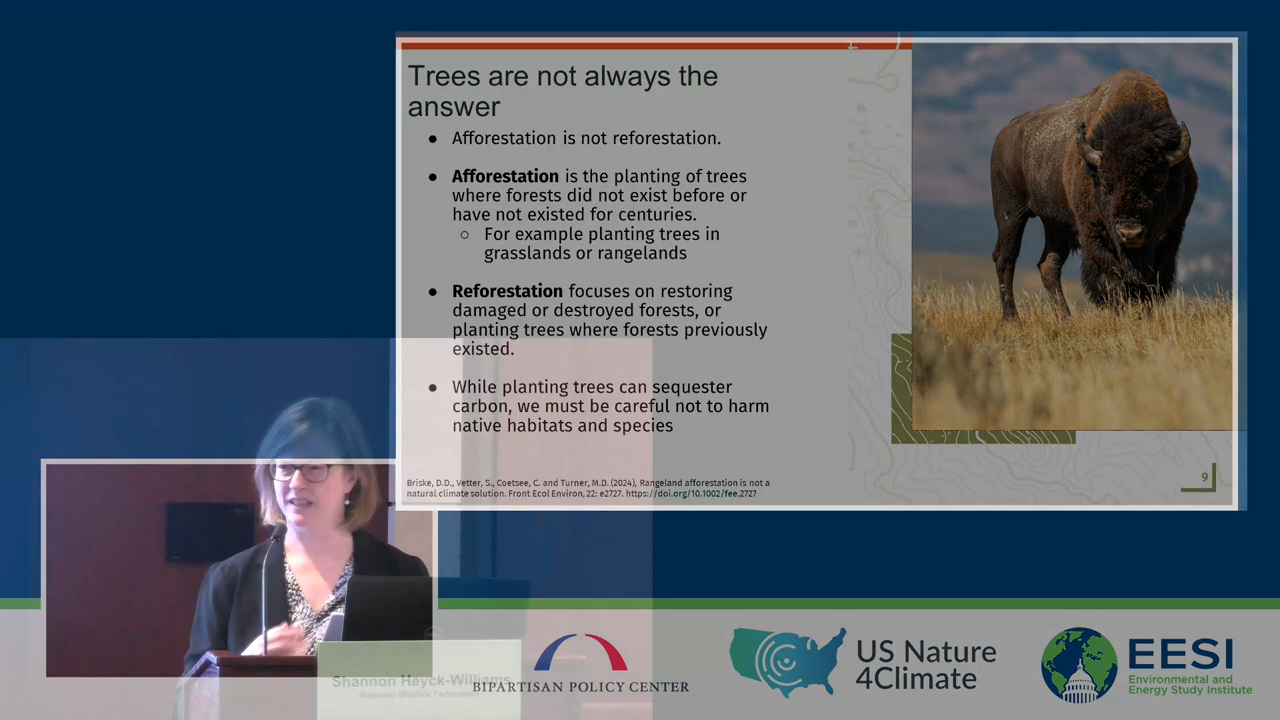 Trees are not always the
answer
● Afforestation is not reforestation.
● Afforestation is the planting of trees
where forests did not exist before or
have not existed for centuries.
○ For example planting trees in
grasslands or rangelands
● Reforestation focuses on restoring
damaged or destroyed forests, or
planting trees where forests previously
existed.
● While planting trees can sequester
carbon, we must be careful not to harm
native habitats and species
Briske, D.D., Vetter, S., Coetsee, C. and Turner, M.D. (2024), Rangeland afforestation is not a
natural climate solution. Front Ecol Environ, 22: e2727. https://doi.org/10.1002/fee.2727
9
Shannon Heyck-Williams
National Wildlife Federation
BIPARTISAN POLICY CENTER
US Nature
4Climate
EESI
Environmental and
Energy Study Institute